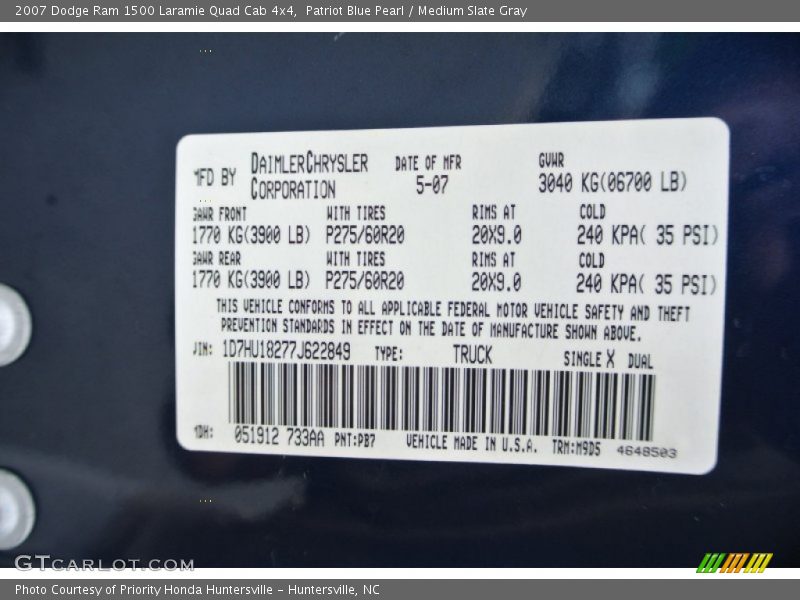 2007 Dodge Ram 1500 Laramie Quad Cab 4x4,  Patriot Blue Pearl / Medium Slate Gray
MFD BY DAIMLERCHRYSLER CORPORATION DATE OF MFR 5-07 GVWR 3040 KG(06700 LB)
GAWR FRONT WITH TIRES RIMS AT COLD
1770 KG(3900 LB) P275/60R20 20X9.0 240 KPA( 35 PSI)
GAWR REAR WITH TIRES RIMS AT COLD
1770 KG(3900 LB) P275/60R20 20X9.0 240 KPA( 35 PSI)
THIS VEHICLE CONFORMS TO ALL APPLICABLE FEDERAL MOTOR VEHICLE SAFETY AND THEFT
PREVENTION STANDARDS IN EFFECT ON THE DATE OF MANUFACTURE SHOWN ABOVE.
VIN: 1D7HU18277J622849 TYPE: TRUCK SINGLE X DUAL
MDH: 051912 733AA PNT:PB7 VEHICLE MADE IN U.S.A. TRM:M9D5 4648503
GTCARLOT.COM
Photo Courtesy of Priority Honda Huntersville - Huntersville, NC